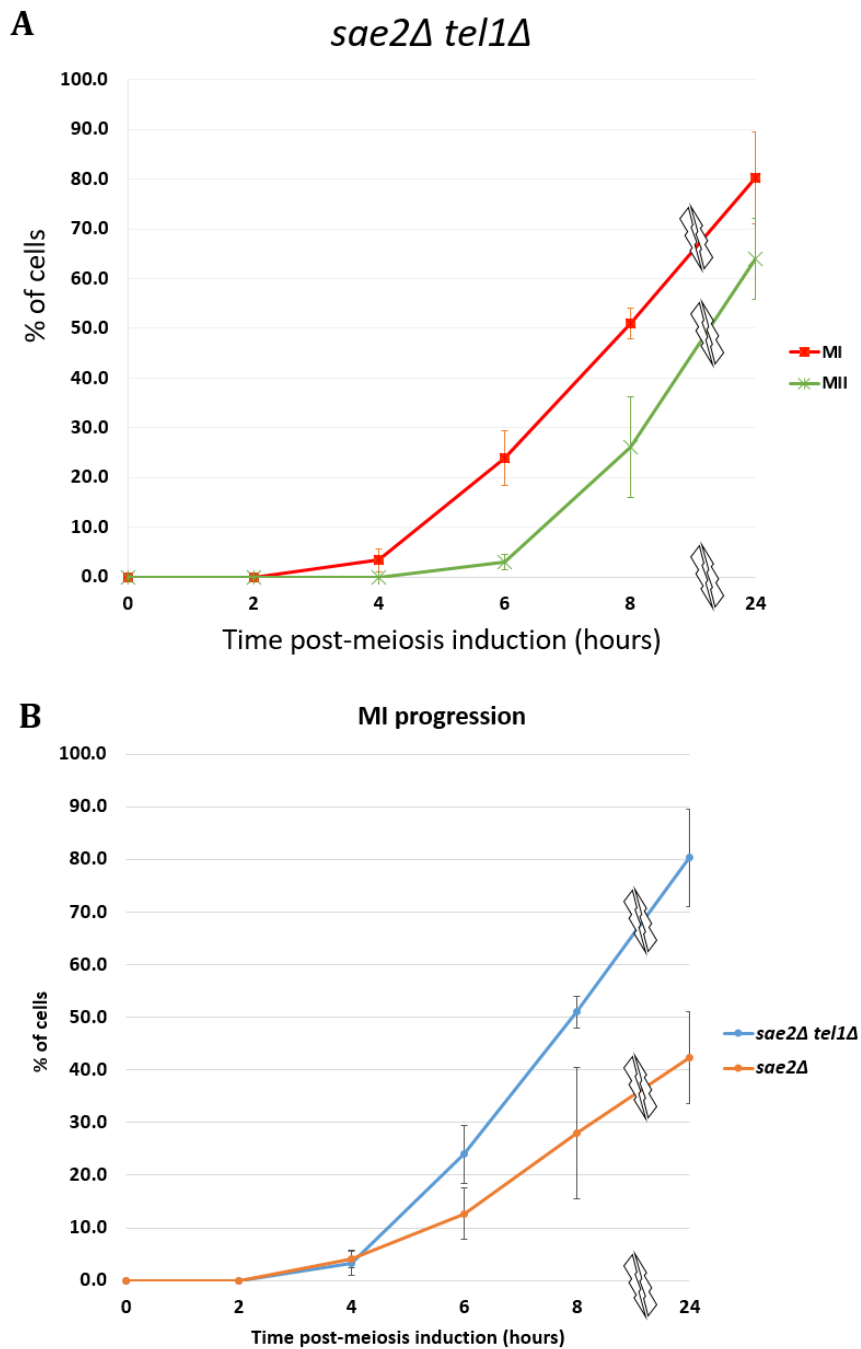 A
sae2Δ tel1Δ
100.0
90.0
80.0
70.0
60.0
50.0
40.0
30.0
20.0
10.0
0.0
% of cells
0 2 4 6 8 24
Time post-meiosis induction (hours)
MI
MII
B
MI progression
100.0
90.0
80.0
70.0
60.0
50.0
40.0
30.0
20.0
10.0
0.0
% of cells
0 2 4 6 8 24
Time post-meiosis induction (hours)
sae2Δ tel1Δ
sae2Δ